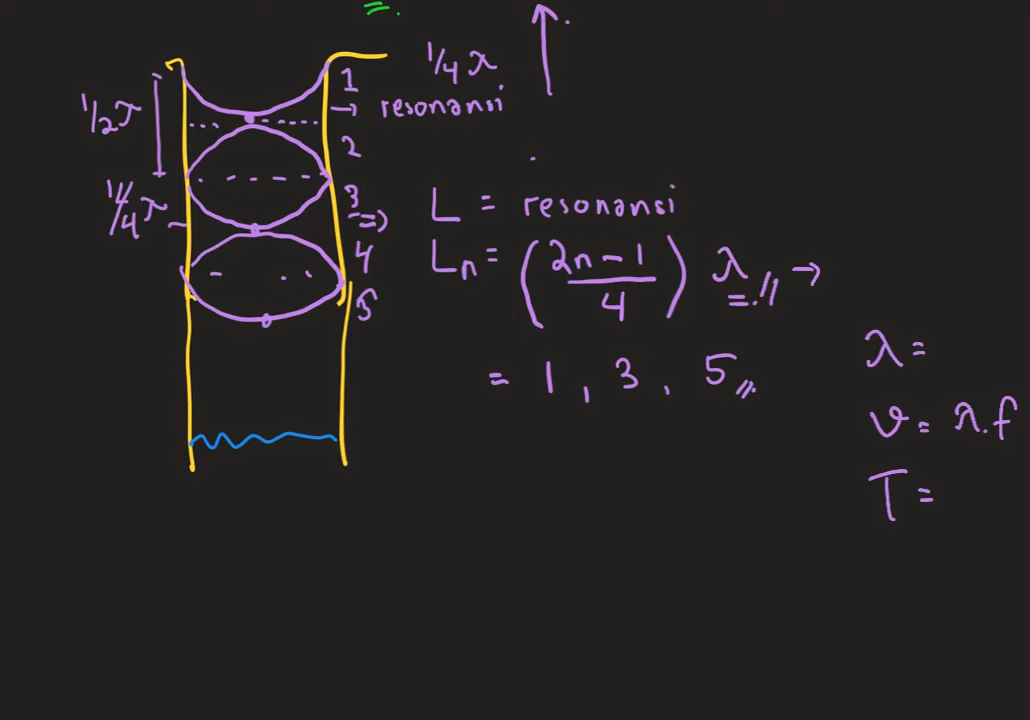 1/4 λ
1
→ resonansi
1/2 λ
2
1/4 λ
3
=>
4
5
L = resonansi
Ln = (2n-1 / 4) λ →
= 1, 3, 5
λ =
v = λ.f
T =